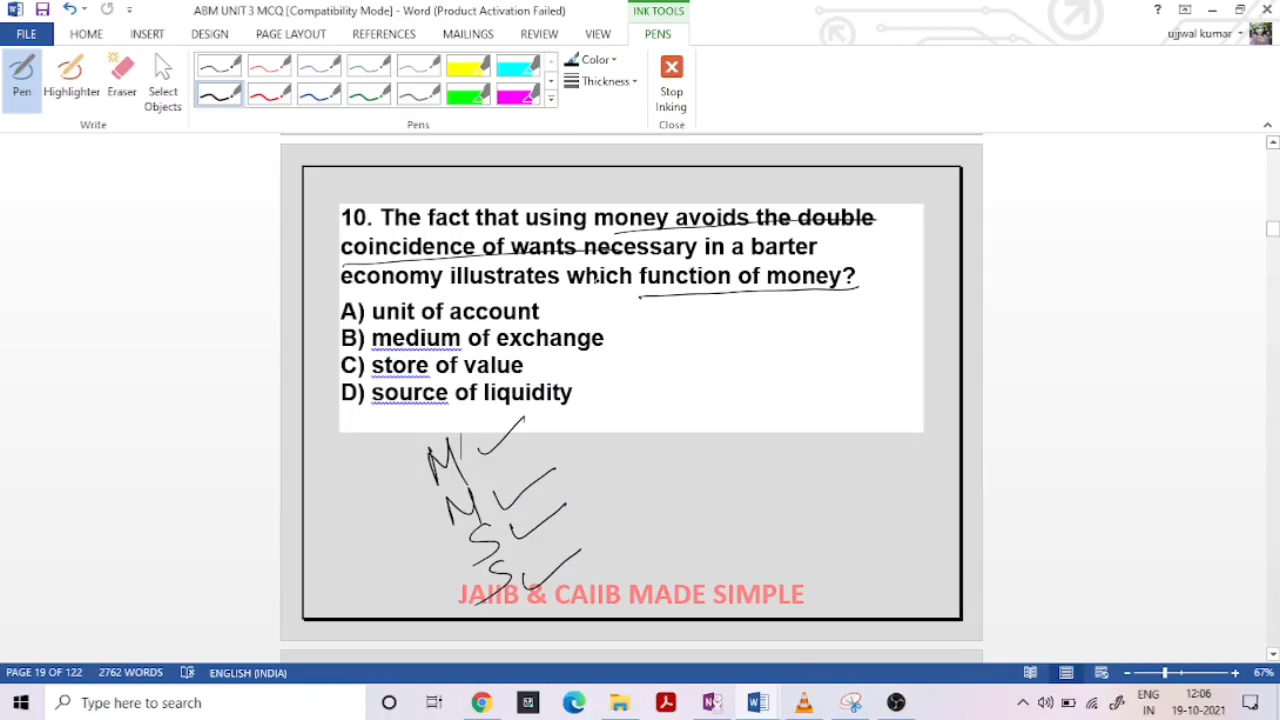 ABM UNIT 3 MCQ [Compatibility Mode] - Word (Product Activation Failed)
INK TOOLS
?
FILE
HOME
INSERT
DESIGN
PAGE LAYOUT
REFERENCES
MAILINGS
REVIEW
VIEW
PENS
ujjwal kumar
Pen
Highlighter
Eraser
Select Objects
Color
Thickness
Stop Inking
Write
Pens
Close
10. The fact that using money avoids the double
coincidence of wants necessary in a barter
economy illustrates which function of money?
A) unit of account
B) medium of exchange
C) store of value
D) source of liquidity
M
M
S
S
JAIIB & CAIIB MADE SIMPLE
PAGE 19 OF 122
2762 WORDS
ENGLISH (INDIA)
67%
Type here to search
ENG
IN
12:06
19-10-2021